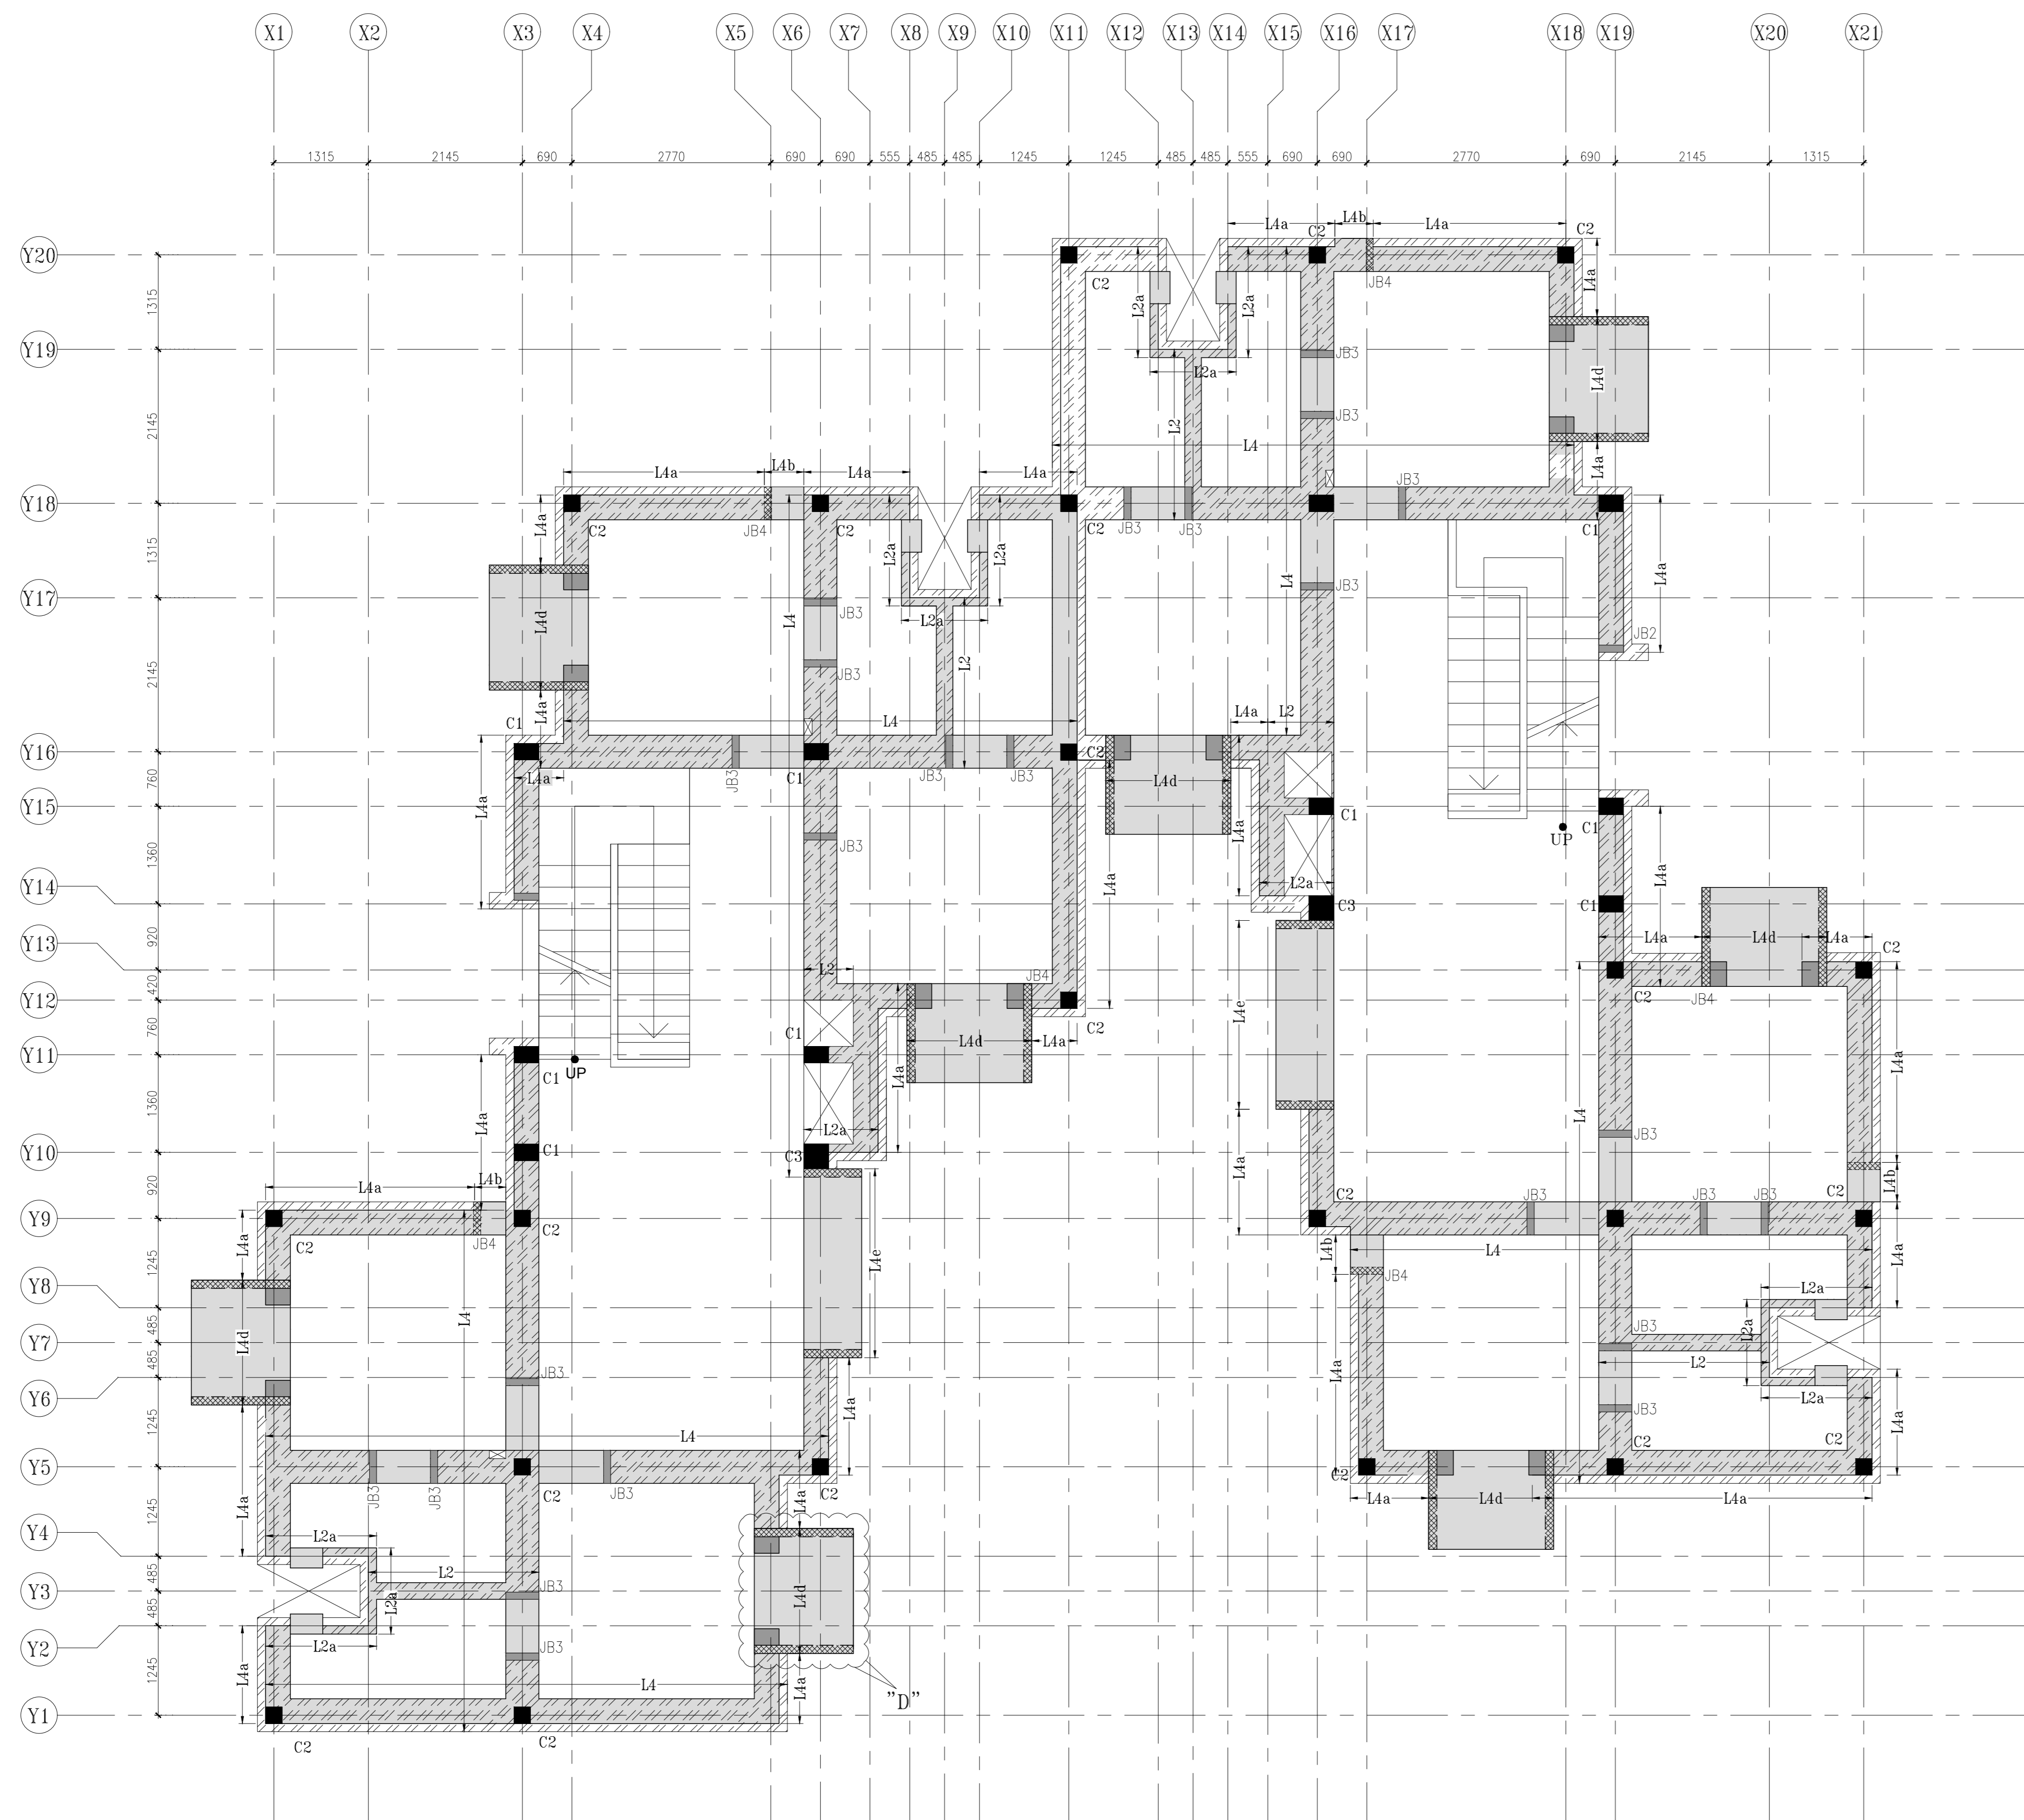 X1 X2 X3 X4 X5 X6 X7 X8 X9 X10 X11 X12 X13 X14 X15 X16 X17 X18 X19 X20 X21
1315 2145 690 2770 690 690 555 485 485 1245 1245 485 485 555 690 690 2770 690 2145 1315
L4a L4b L4a
C2 C2
Y20
C2 JB4 L4a
L2a L2a
1315
Y19
JB3
L2a
L4d
2145
JB3
L2 L4 L4a
L4a L4b L4a L4a
JB3
Y18
L4a C2 JB4 C2 C2 JB3 JB3 C1
1315
L2a L2a
L4a
L4 L4 JB3
Y17
L4d JB3 L2a
JB2
2145
L2
JB3
L4a
C1 L4 L4a L2
Y16
C2
L4a JB3 C1 JB3 JB3 L4d
760
L4a
Y15
C1 C1
UP
1360
JB3
L4a
Y14
L4a L2a L4a
C3 C1
920
Y13
L4a L4d L4a C2
L2 JB4
420
JB4 C2
Y12
L4e
C2
760
C1
L4d L4a
Y11
L4a
C1 UP
1360
L4a L2a L4 L4a
JB3
Y10
C1 C3
920
L4a L4b L4a
L4b
C2 JB3 JB3 JB3 C2
Y9
L4a C2 JB4 C2
1245
L4b L4
JB4
L4a
Y8
L4e
L2a
485
L4d L4 L2a JB3
Y7
L2
485
L4a
JB3
L2a
Y6
JB3
1245
L4a L4a
L4 C2 C2
Y5
C2
JB3 JB3 C2 JB3 C2
L4a L4d L4a
1245
L4a L4a
Y4
L2a
L2
485
JB3
Y3
L2a L4d
485
L2a
Y2
JB3
1245
L4a L4 L4a
"D"
Y1
C2 C2